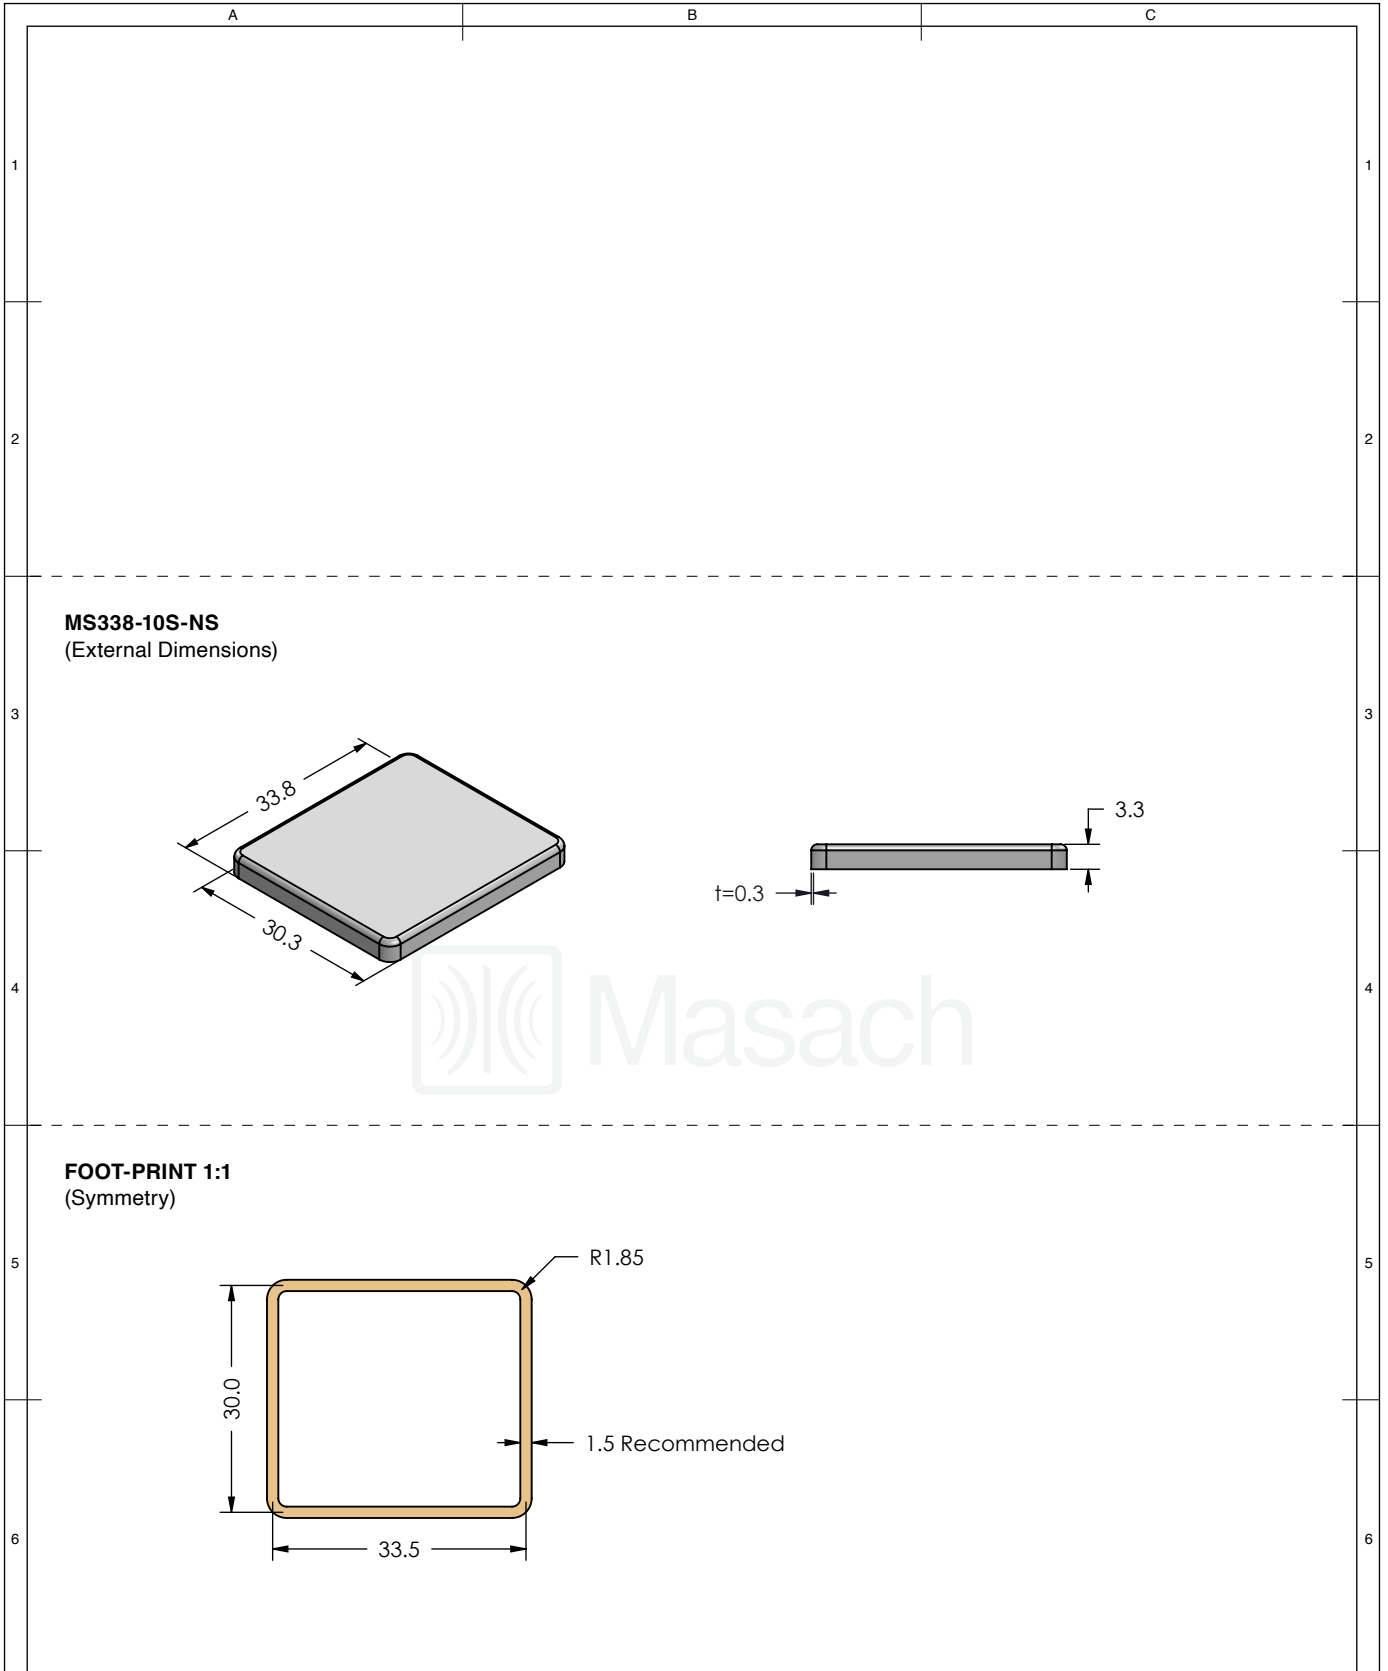 A B C
1 1
2 2
MS338-10S-NS
(External Dimensions)
3 3
33.8
3.3
t=0.3
30.3
4 4
Masach
FOOT-PRINT 1:1
(Symmetry)
R1.85
5 5
30.0
1.5 Recommended
6 6
33.5